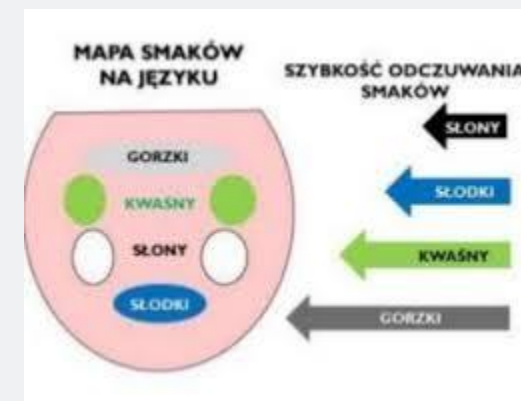 MAPA SMAKÓW
NA JĘZYKU
GORZKI
KWAŚNY
SŁONY
SŁODKI
SZYBKOŚĆ ODCZUWANIA
SMAKÓW
SŁONY
SŁODKI
KWAŚNY
GORZKI